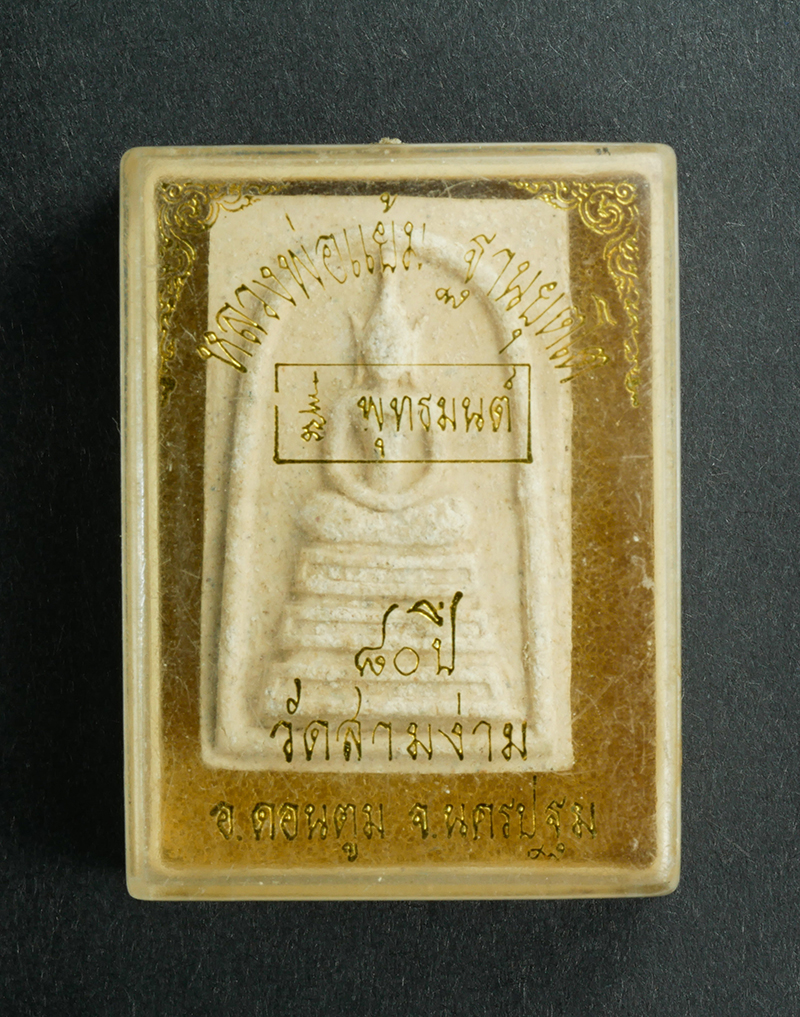 หลวงพ่อแย้ม ฐานยุตฺโต
พุทธมนต์
๘๐ปี
วัดสามง่าม
อ.ดอนตูม จ.นครปฐม